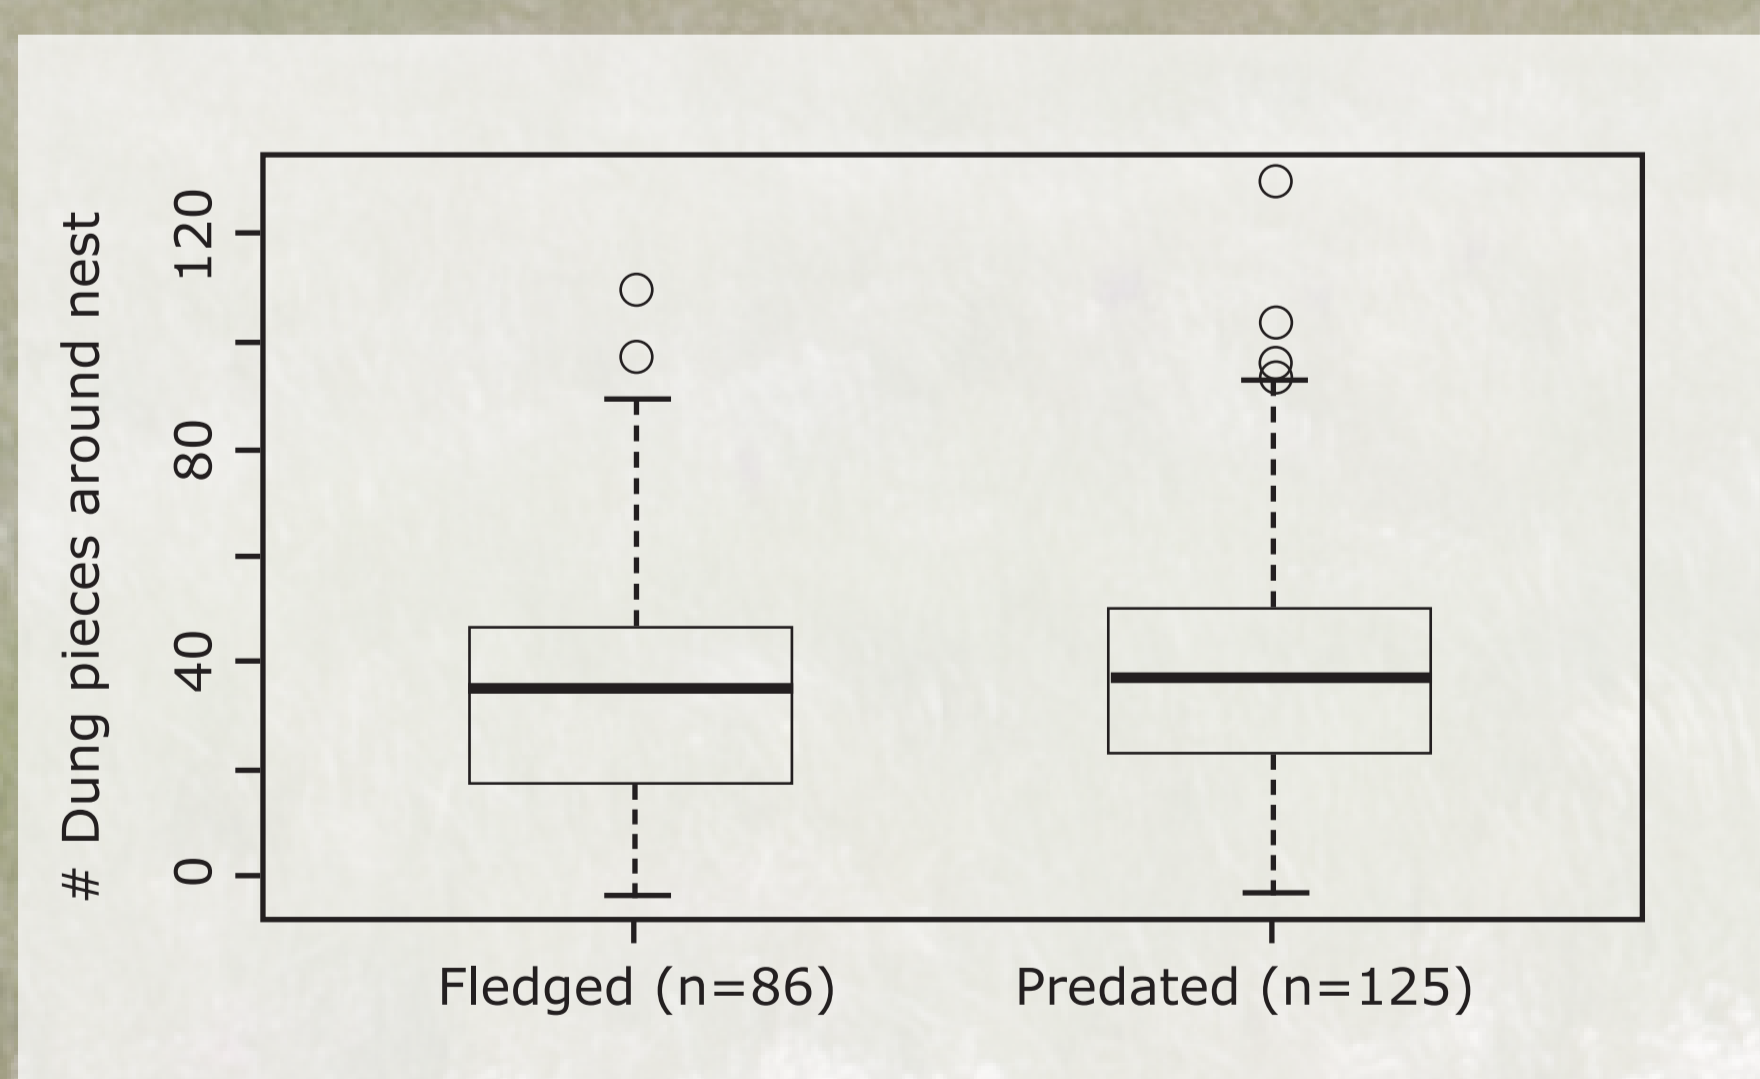 # Dung pieces around nest
120
80
40
0
Fledged (n=86)
Predated (n=125)